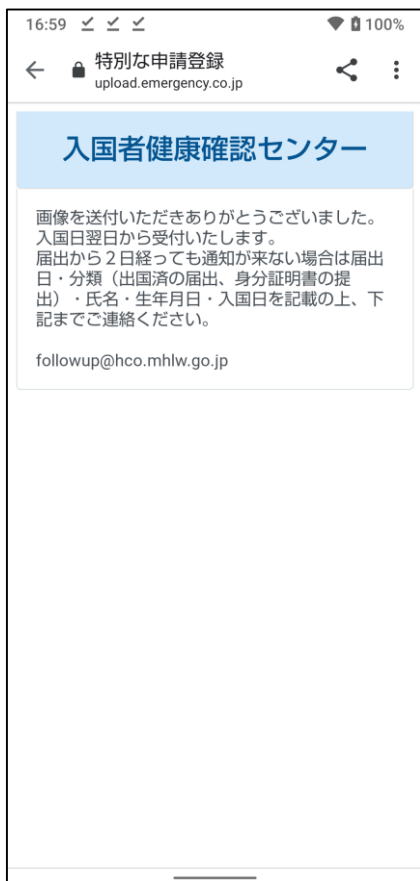 16:59 100%
特別な申請登録
upload.emergency.co.jp
入国者健康確認センター
画像を送付いただきありがとうございました。
入国日翌日から受付いたします。
届出から２日経っても通知が来ない場合は届出
日・分類（出国済の届出、身分証明書の提
出）・氏名・生年月日・入国日を記載の上、下
記までご連絡ください。
followup@hco.mhlw.go.jp